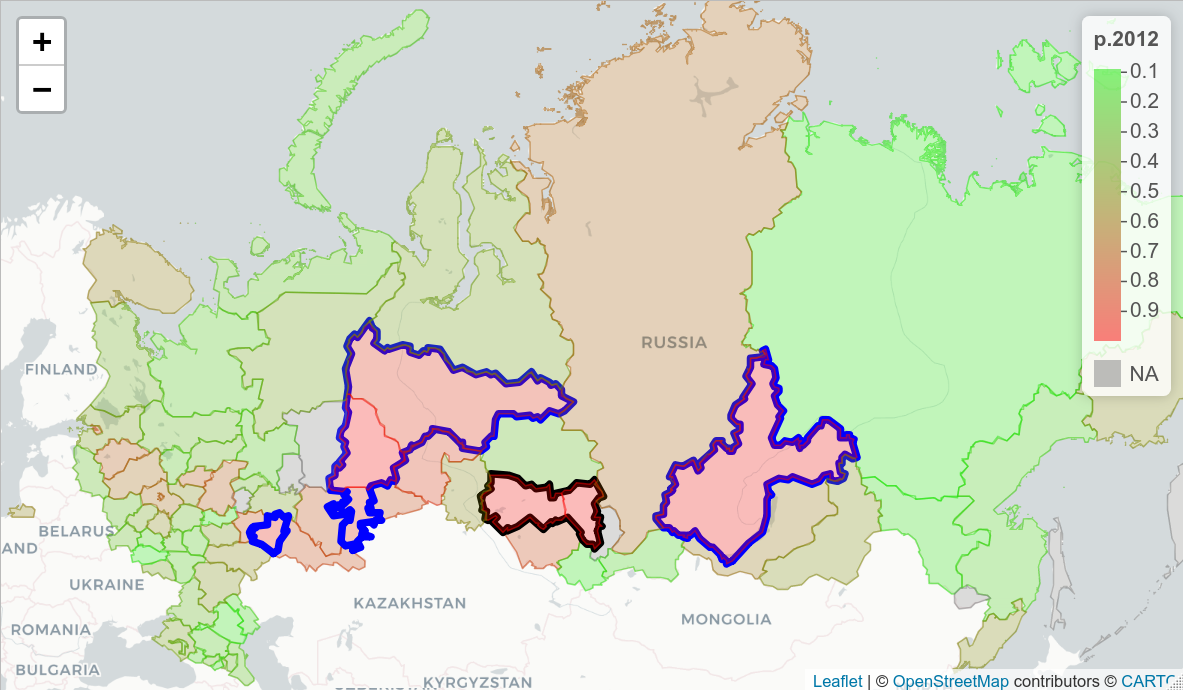 +
−
p.2012
0.1
0.2
0.3
0.4
0.5
0.6
0.7
0.8
0.9
NA
RUSSIA
FINLAND
BELARUS
AND
UKRAINE
KAZAKHSTAN
MONGOLIA
ROMANIA
BULGARIA
KYRGYZSTAN
Leaflet | © OpenStreetMap contributors © CARTO